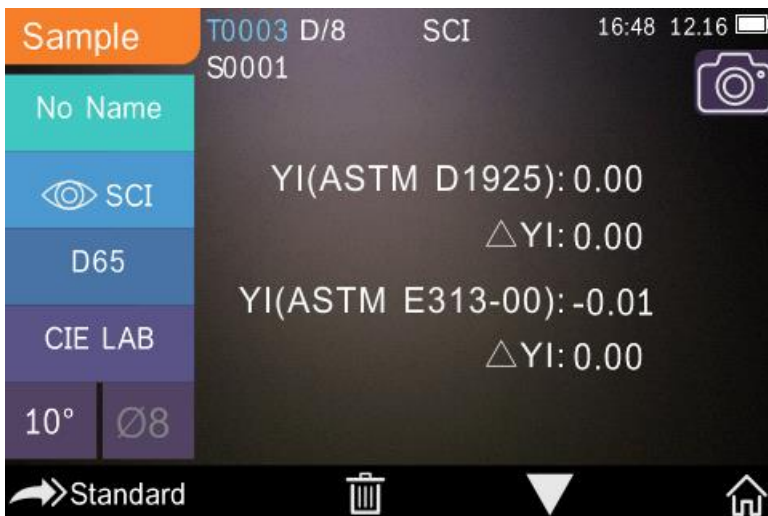 Sample
T0003 D/8 SCI 16:48 12.16
S0001
No Name
SCI
D65
CIE LAB
10° Ø8
YI(ASTM D1925): 0.00
△YI: 0.00
YI(ASTM E313-00): -0.01
△YI: 0.00
Standard